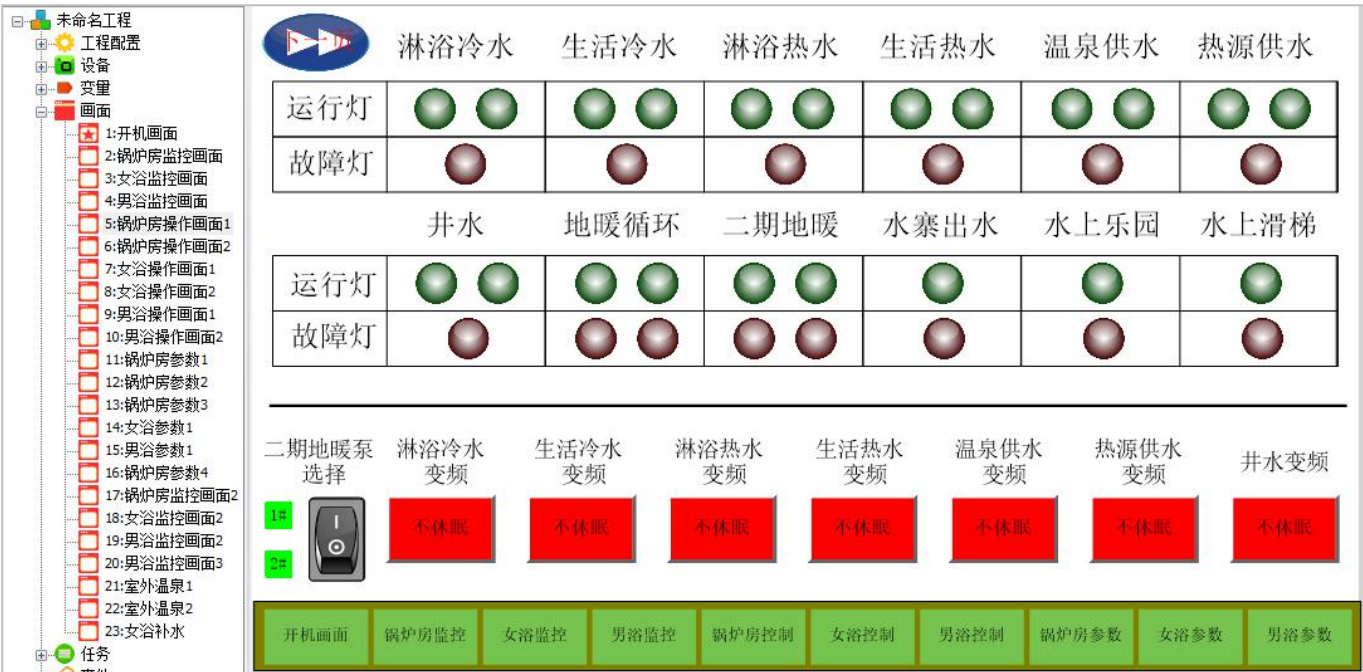 未命名工程
工程配置
设备
变量
画面
1:开机画面
2:锅炉房监控画面
3:女浴监控画面
4:男浴监控画面
5:锅炉房操作画面1
6:锅炉房操作画面2
7:女浴操作画面1
8:女浴操作画面2
9:男浴操作画面1
10:男浴操作画面2
11:锅炉房参数1
12:锅炉房参数2
13:锅炉房参数3
14:女浴参数1
15:男浴参数1
16:锅炉房参数4
17:锅炉房监控画面2
18:女浴监控画面2
19:男浴监控画面2
20:男浴监控画面3
21:室外温泉1
22:室外温泉2
23:女浴补水
任务
下一页 淋浴冷水 生活冷水 淋浴热水 生活热水 温泉供水 热源供水
运行灯
故障灯
井水 地暖循环 二期地暖 水寨出水 水上乐园 水上滑梯
运行灯
故障灯
二期地暖泵 淋浴冷水 生活冷水 淋浴热水 生活热水 温泉供水 热源供水
选择 变频 变频 变频 变频 变频 变频 井水变频
1# 不休眠 不休眠 不休眠 不休眠 不休眠 不休眠 不休眠
2#
开机画面 锅炉房监控 女浴监控 男浴监控 锅炉房控制 女浴控制 男浴控制 锅炉房参数 女浴参数 男浴参数